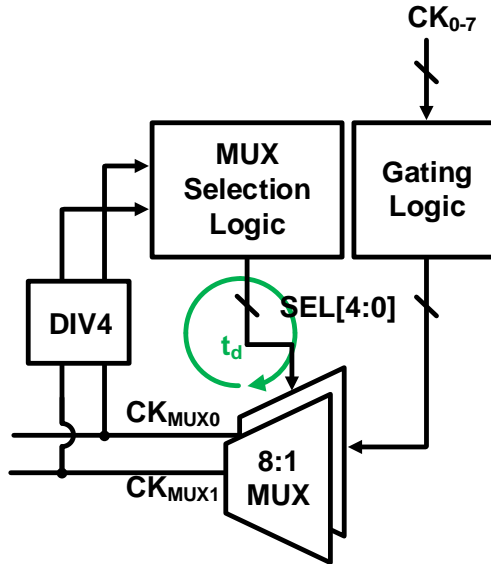 CK0-7
MUX
Selection
Logic
Gating
Logic
DIV4
SEL[4:0]
td
CKMUX0
CKMUX1
8:1
MUX